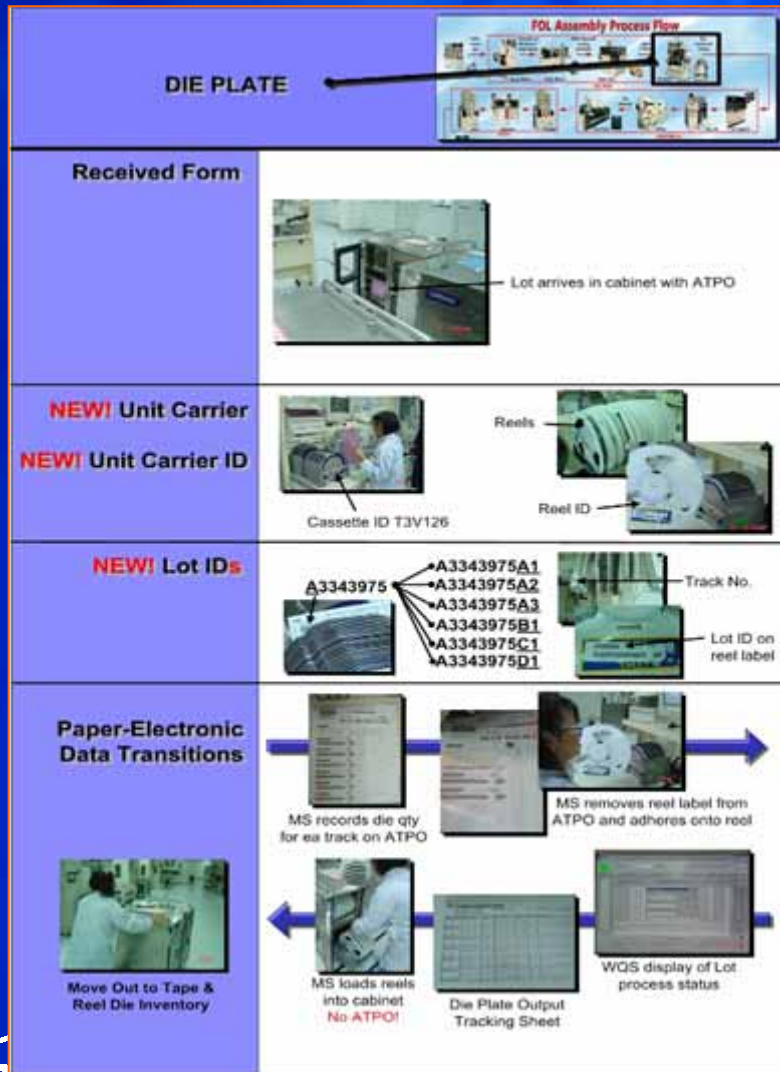 FOL Assembly Process Flow
DIE PLATE
Received Form
Lot arrives in cabinet with ATPO
NEW! Unit Carrier
NEW! Unit Carrier ID
Reels
Reel ID
Cassette ID T3V126
NEW! Lot IDs
A3343975
A3343975A1
A3343975A2
A3343975A3
A3343975B1
A3343975C1
A3343975D1
Track No.
Lot ID on
reel label
Paper-Electronic
Data Transitions
MS records die qty
for ea track on ATPO
MS removes reel label from
ATPO and adheres onto reel
Move Out to Tape &
Reel Die Inventory
MS loads reels
into cabinet
No ATPO!
Die Plate Output
Tracking Sheet
WQS display of Lot
process status